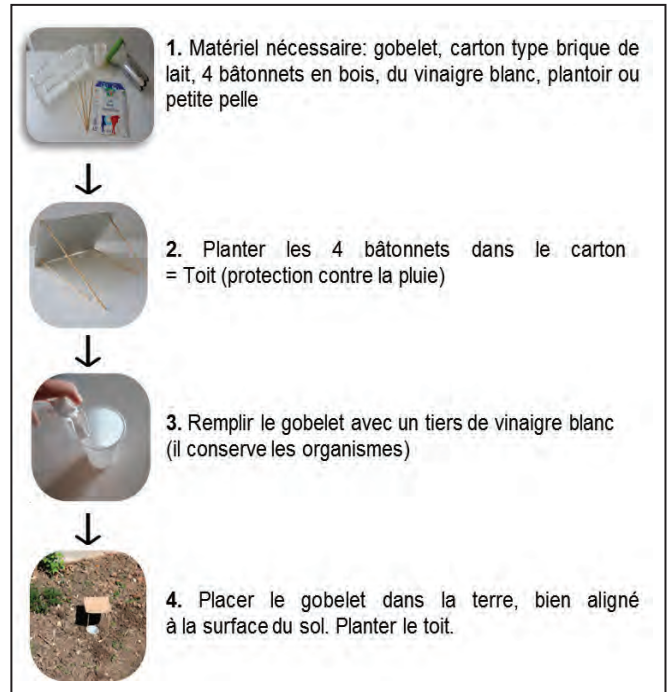 1. Matériel nécessaire: gobelet, carton type brique de
lait, 4 bâtonnets en bois, du vinaigre blanc, plantoir ou
petite pelle
2. Planter les 4 bâtonnets dans le carton
= Toit (protection contre la pluie)
3. Remplir le gobelet avec un tiers de vinaigre blanc
(il conserve les organismes)
4. Placer le gobelet dans la terre, bien aligné
à la surface du sol. Planter le toit.